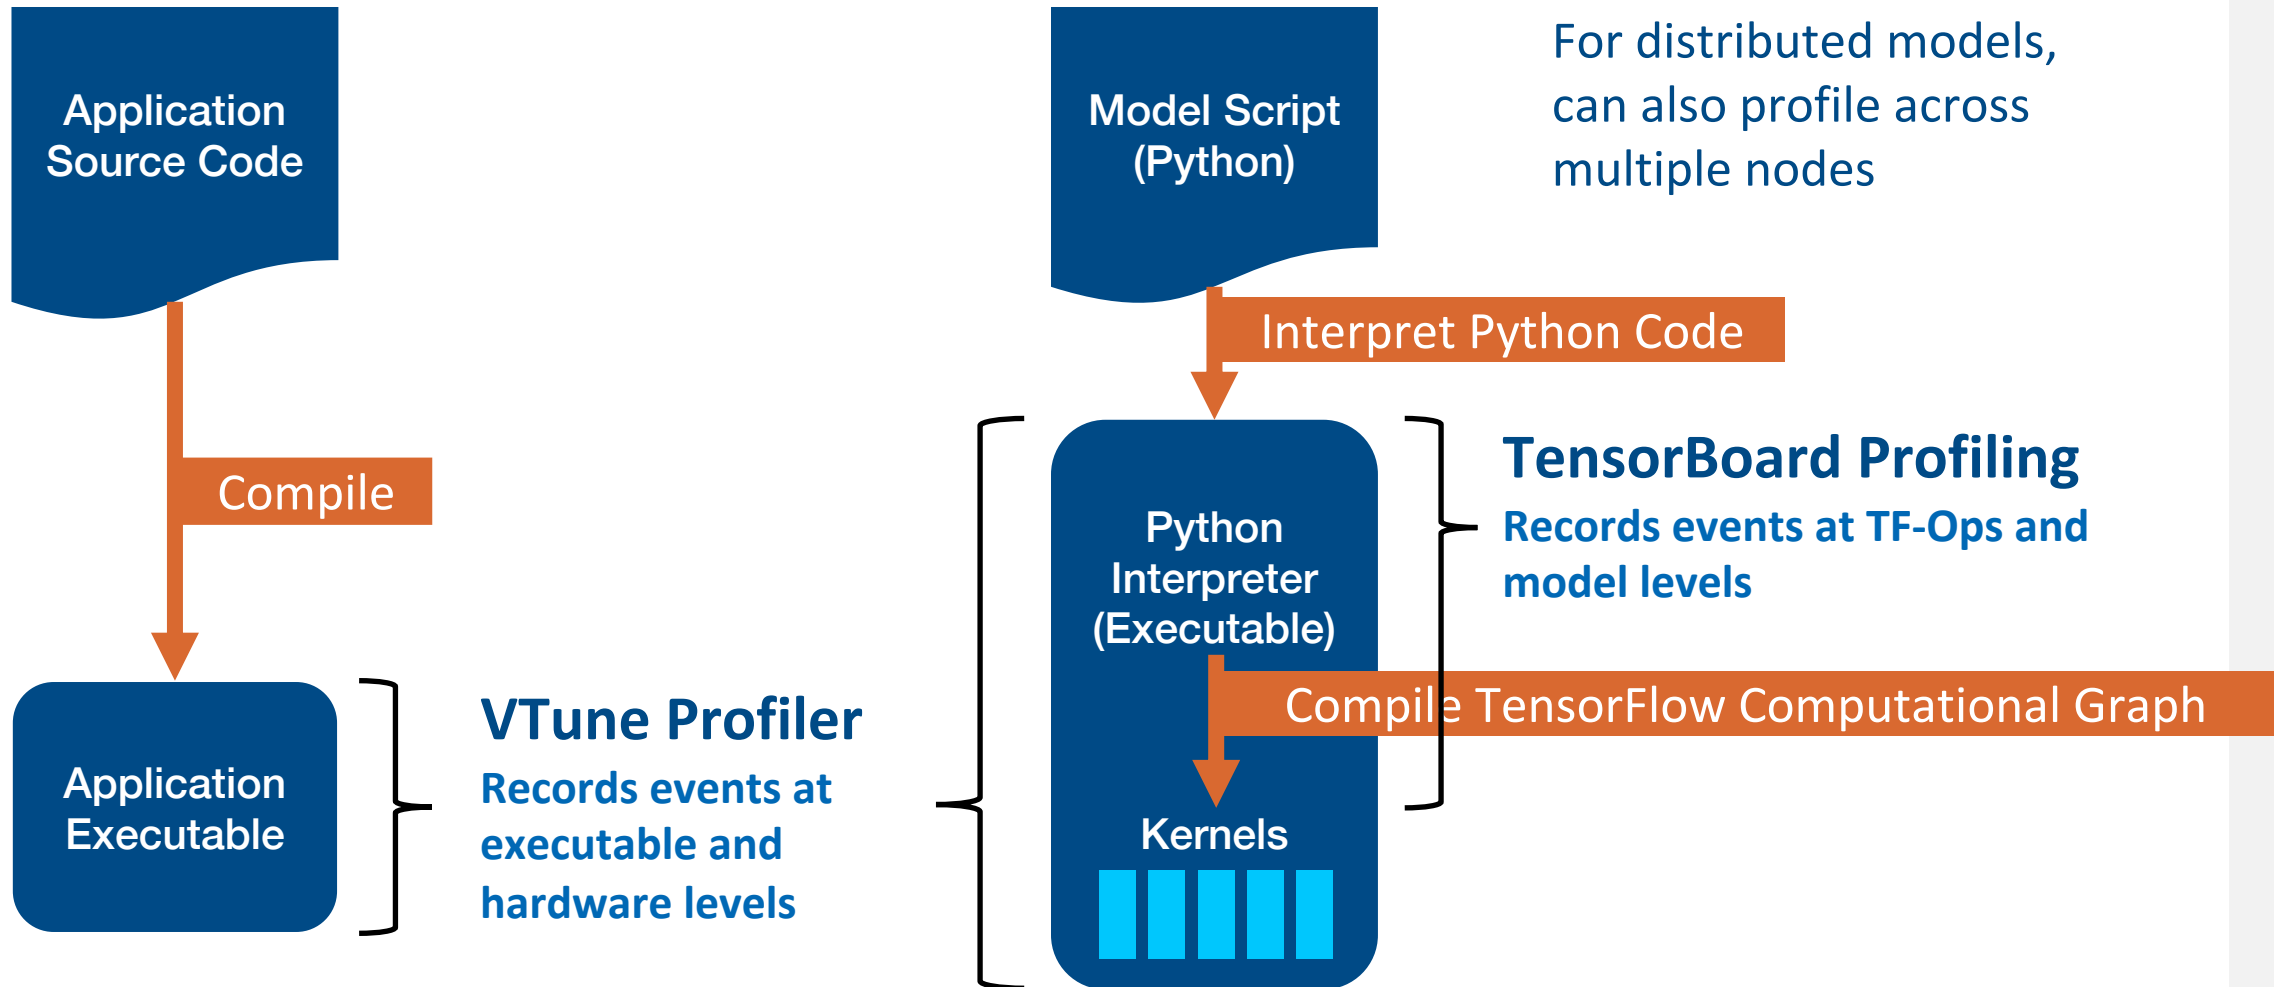 Application
Source Code
Compile
Application
Executable
VTune Profiler
Records events at
executable and
hardware levels
Model Script
(Python)
For distributed models,
can also profile across
multiple nodes
Interpret Python Code
Python
Interpreter
(Executable)
TensorBoard Profiling
Records events at TF-Ops and
model levels
Compile TensorFlow Computational Graph
Kernels